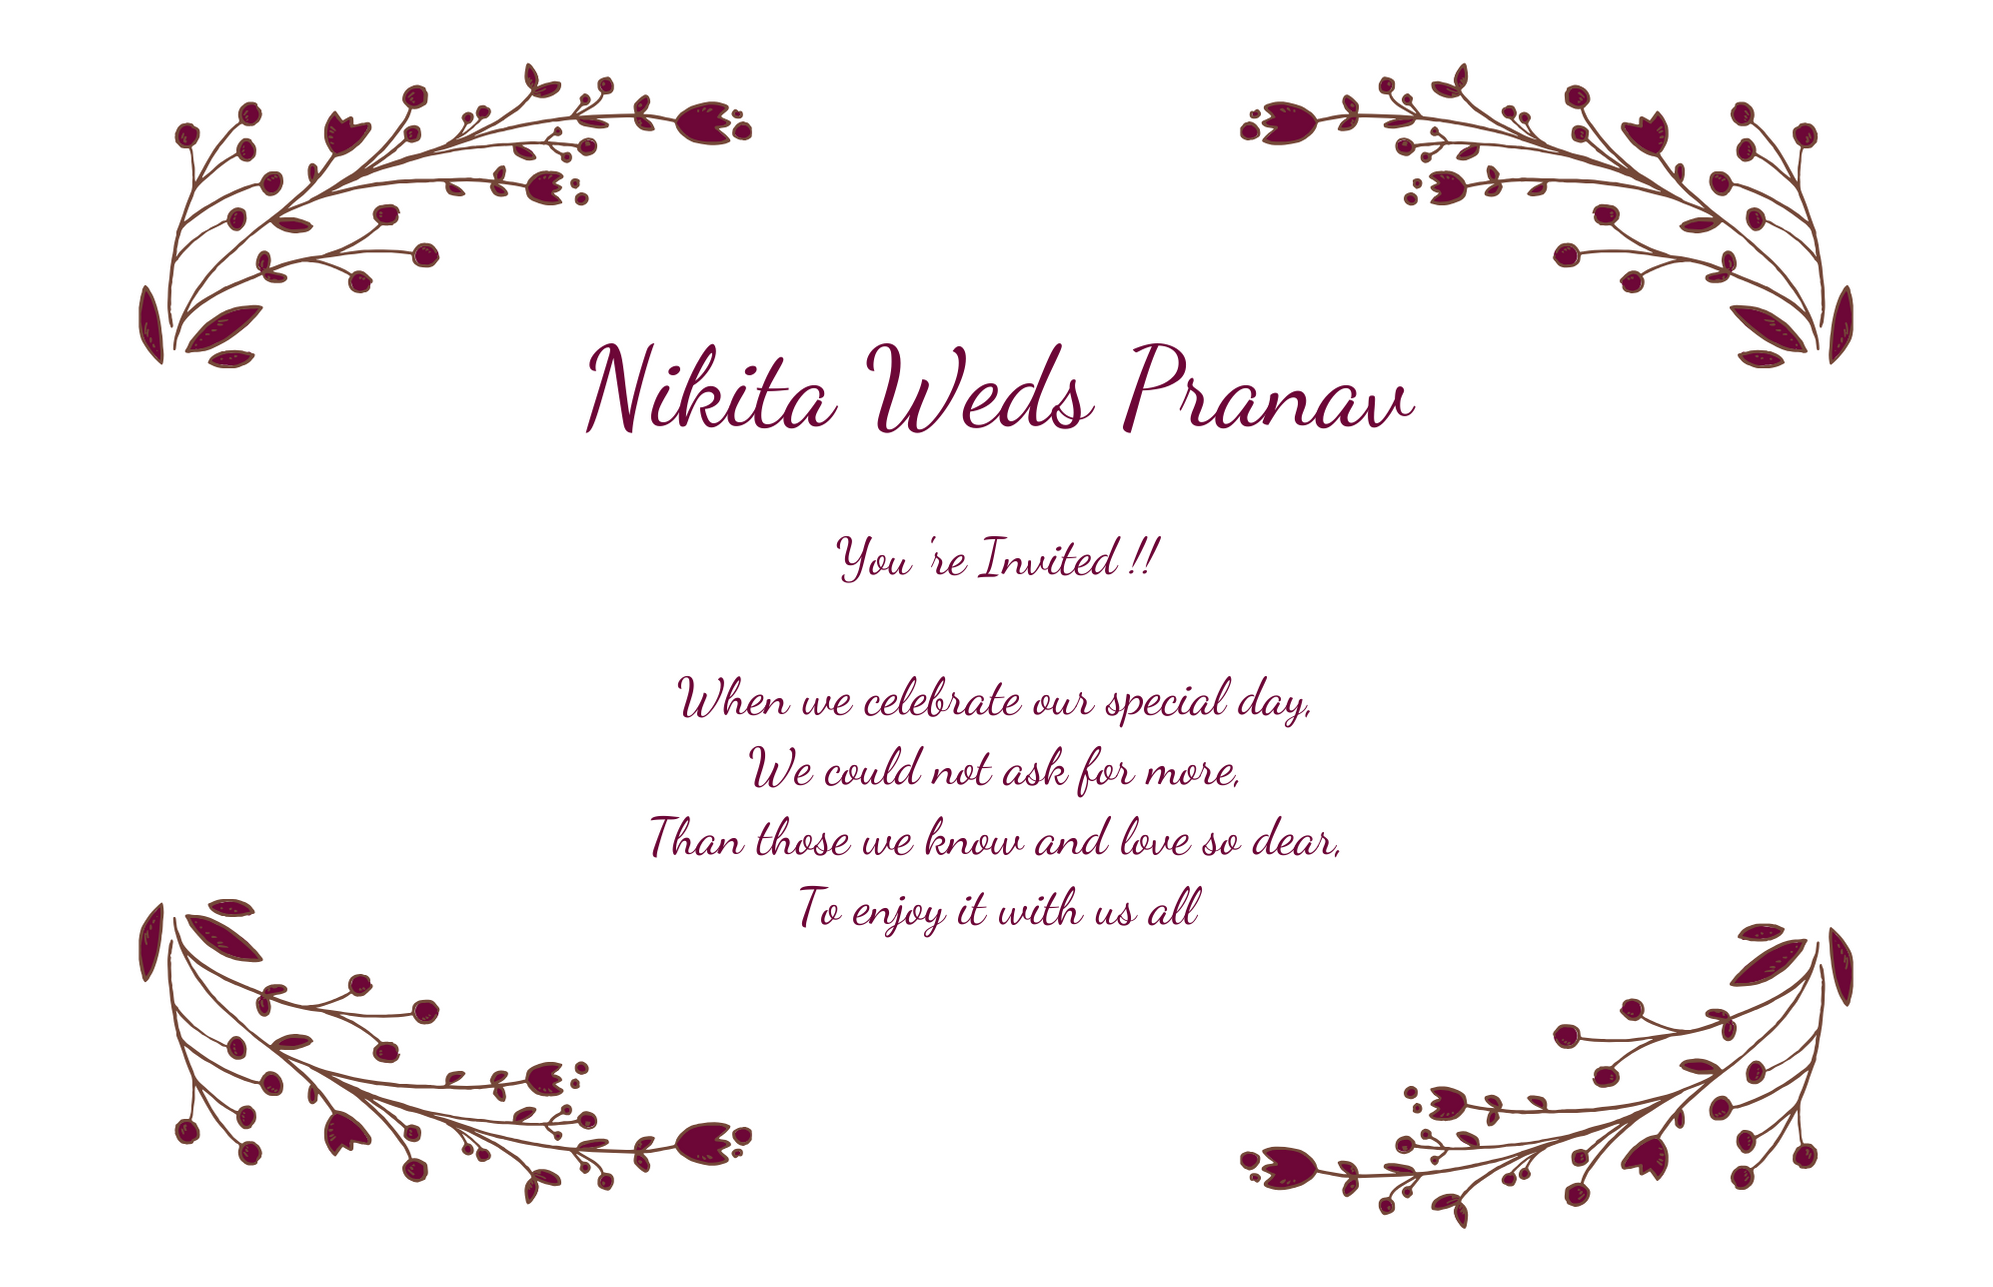 Nikita Weds Pranav
You 're Invited !!
When we celebrate our special day,
We could not ask for more,
Than those we know and love so dear,
To enjoy it with us all